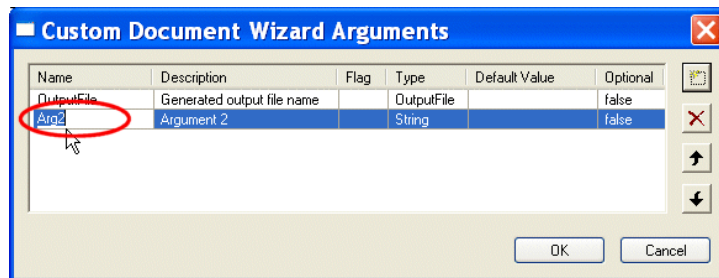 Custom Document Wizard Arguments
Name Description Flag Type Default Value Optional
OutputFile Generated output file name OutputFile false
Arg2 Argument 2 String false
OK Cancel